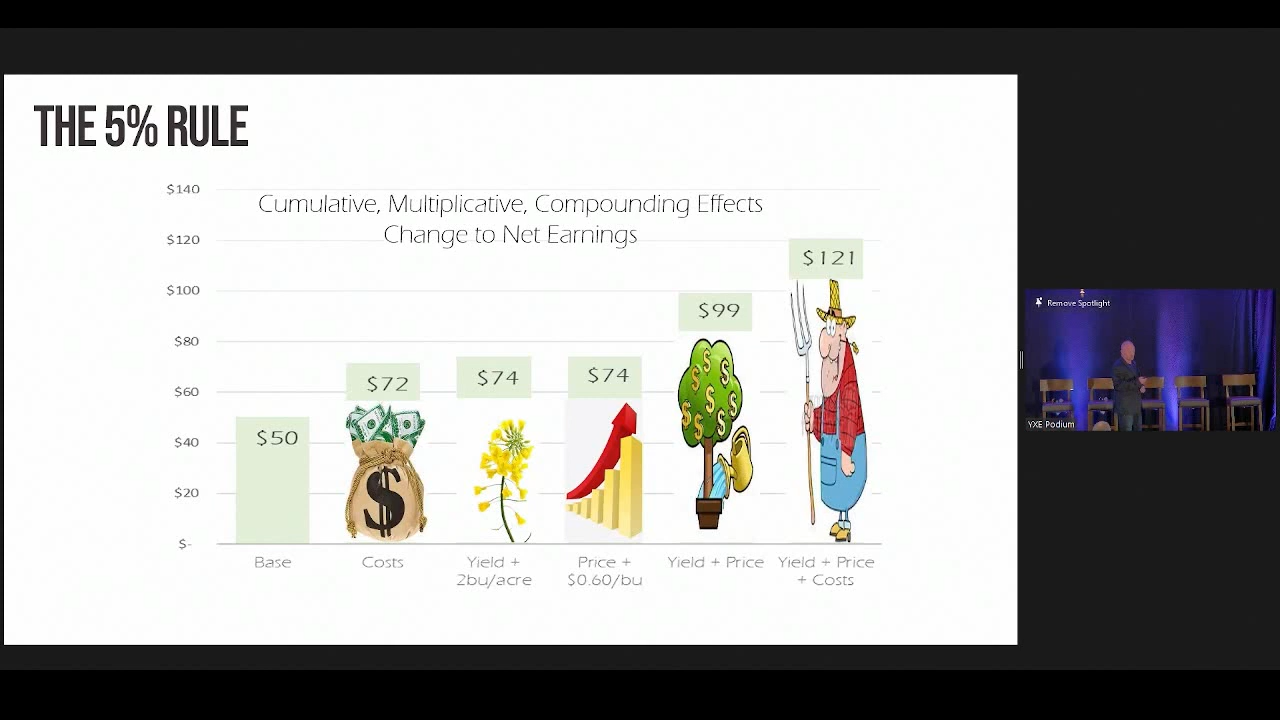 THE 5% RULE
Cumulative, Multiplicative, Compounding Effects
Change to Net Earnings
$140
$120
$100
$80
$60
$40
$20
$-
$50
$72
$74
$74
$99
$121
Base
Costs
Yield +
2bu/acre
Price +
$0.60/bu
Yield + Price
Yield + Price
+ Costs
Remove Spotlight
YXE Podium